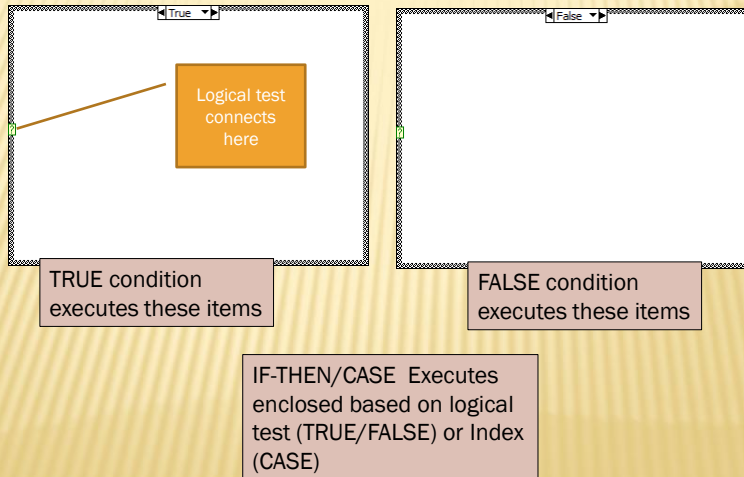 True
False
?
?
Logical test
connects
here
TRUE condition
executes these items
FALSE condition
executes these items
IF-THEN/CASE Executes
enclosed based on logical
test (TRUE/FALSE) or Index
(CASE)